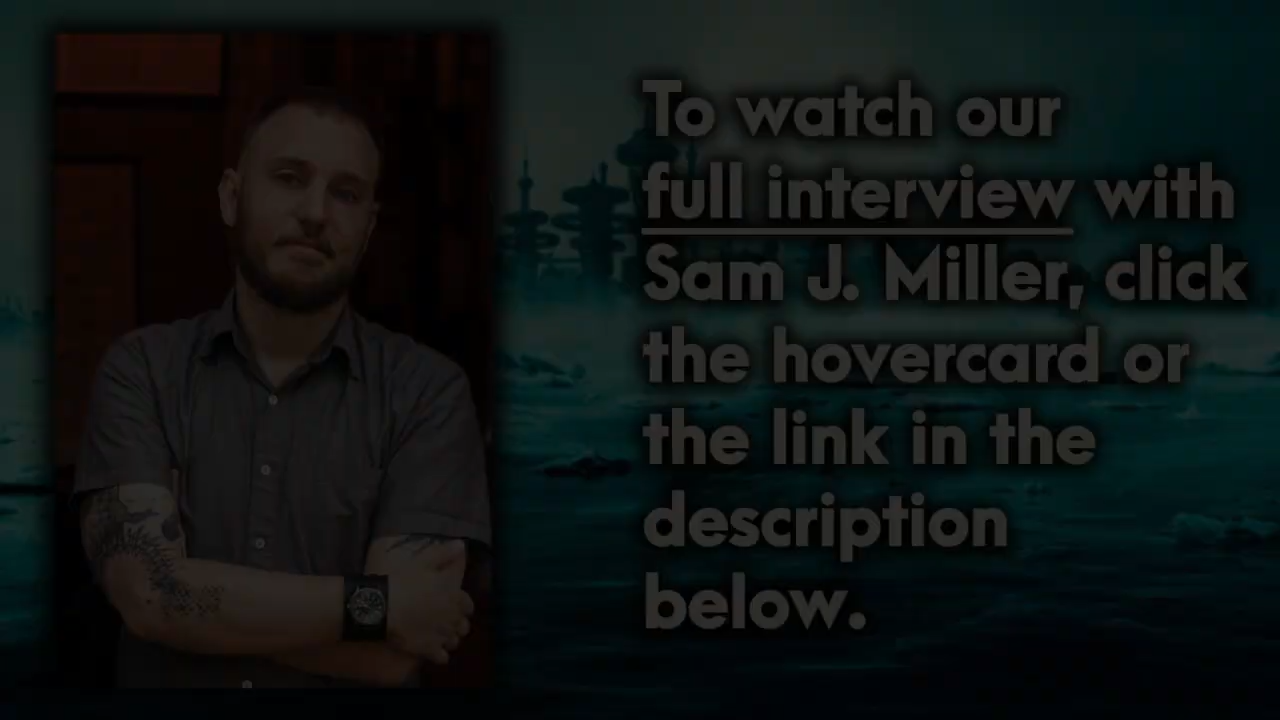 To watch our
full interview with
Sam J. Miller, click
the hovercard or
the link in the
description
below.